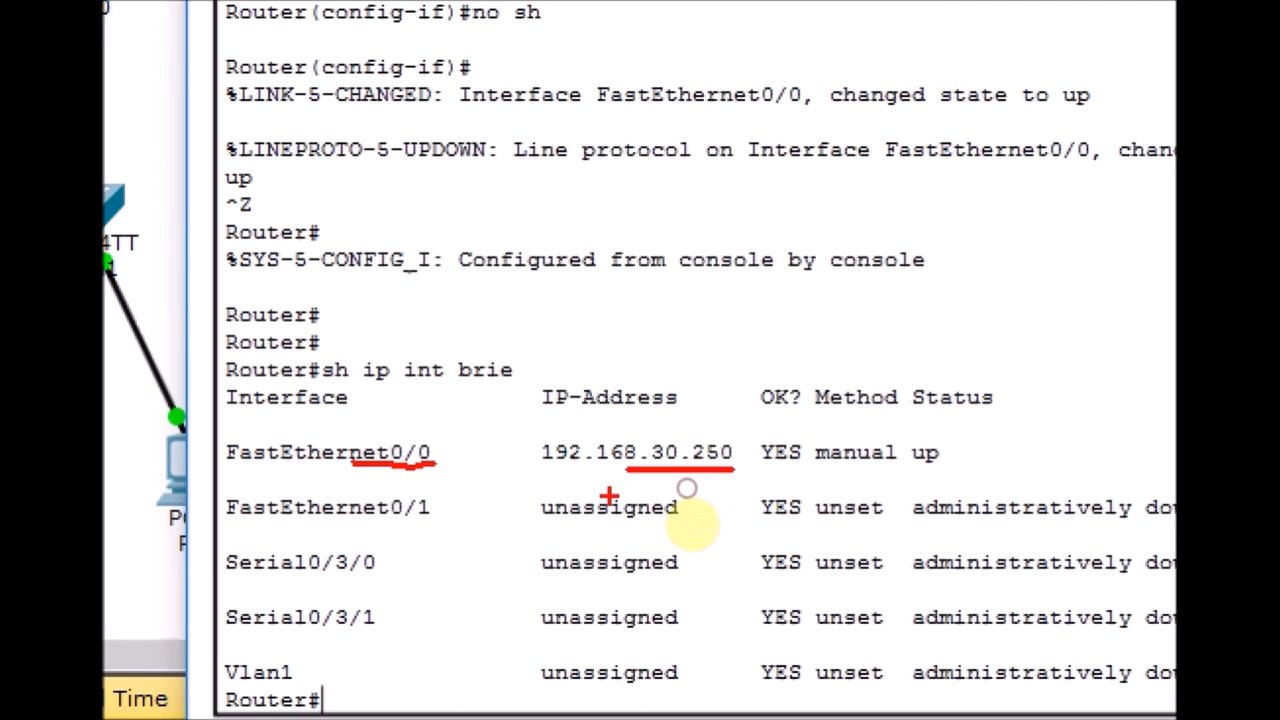 Router(config-if)#no sh
Router(config-if)#
%LINK-5-CHANGED: Interface FastEthernet0/0, changed state to up
%LINEPROTO-5-UPDOWN: Line protocol on Interface FastEthernet0/0, chan
up
^Z
Router#
%SYS-5-CONFIG_I: Configured from console by console
Router#
Router#
Router#sh ip int brie
Interface IP-Address OK? Method Status
FastEthernet0/0 192.168.30.250 YES manual up
FastEthernet0/1 unassigned YES unset administratively do
Serial0/3/0 unassigned YES unset administratively do
Serial0/3/1 unassigned YES unset administratively do
Vlan1 unassigned YES unset administratively do
Router#
4TT
Time